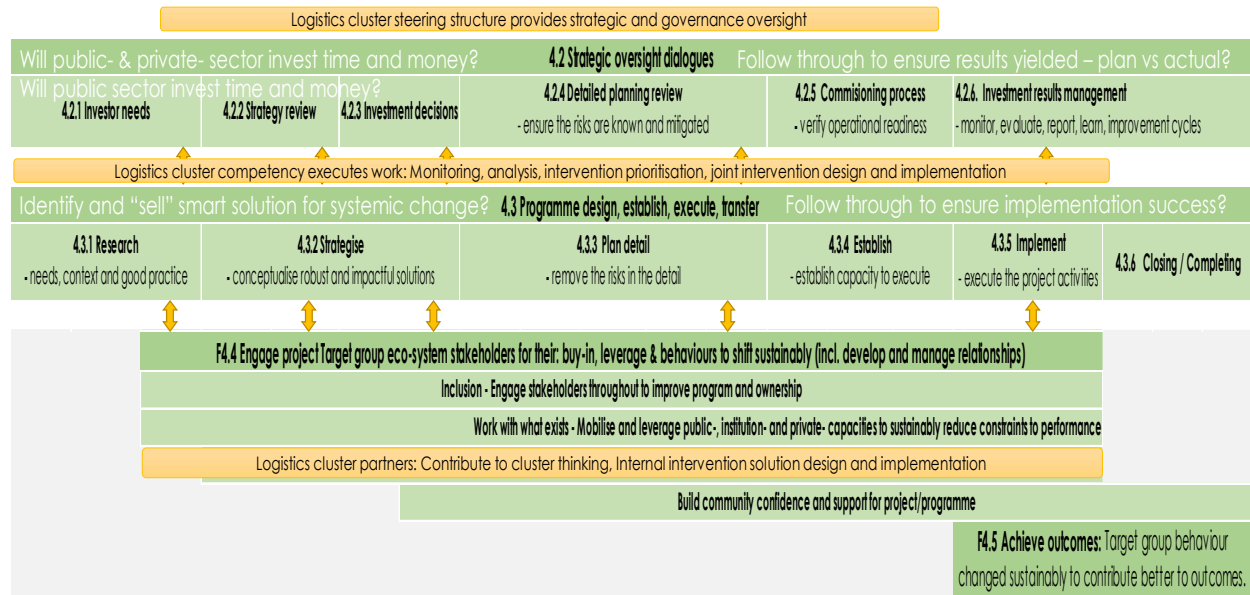 Logistics cluster steering structure provides strategic and governance oversight
Will public- & private- sector invest time and money?
4.2 Strategic oversight dialogues
Follow through to ensure results yielded – plan vs actual?
Will public sector invest time and money?
4.2.1 Investor needs
4.2.2 Strategy review
4.2.3 Investment decisions
4.2.4 Detailed planning review
- ensure the risks are known and mitigated
4.2.5 Commisioning process
- verify operational readiness
4.2.6. Investment results management
- monitor, evaluate, report, learn, improvement cycles
Logistics cluster competency executes work: Monitoring, analysis, intervention prioritisation, joint intervention design and implementation
Identify and “sell” smart solution for systemic change?
4.3 Programme design, establish, execute, transfer
Follow through to ensure implementation success?
4.3.1 Research
- needs, context and good practice
4.3.2 Strategise
- conceptualise robust and impactful solutions
4.3.3 Plan detail
- remove the risks in the detail
4.3.4 Establish
- establish capacity to execute
4.3.5 Implement
- execute the project activities
4.3.6 Closing / Completing
F4.4 Engage project Target group eco-system stakeholders for their: buy-in, leverage & behaviours to shift sustainably (incl. develop and manage relationships)
Inclusion - Engage stakeholders throughout to improve program and ownership
Work with what exists - Mobilise and leverage public-, institution- and private- capacities to sustainably reduce constraints to performance
Logistics cluster partners: Contribute to cluster thinking, Internal intervention solution design and implementation
Build community confidence and support for project/programme
F4.5 Achieve outcomes: Target group behaviour
changed sustainably to contribute better to outcomes.